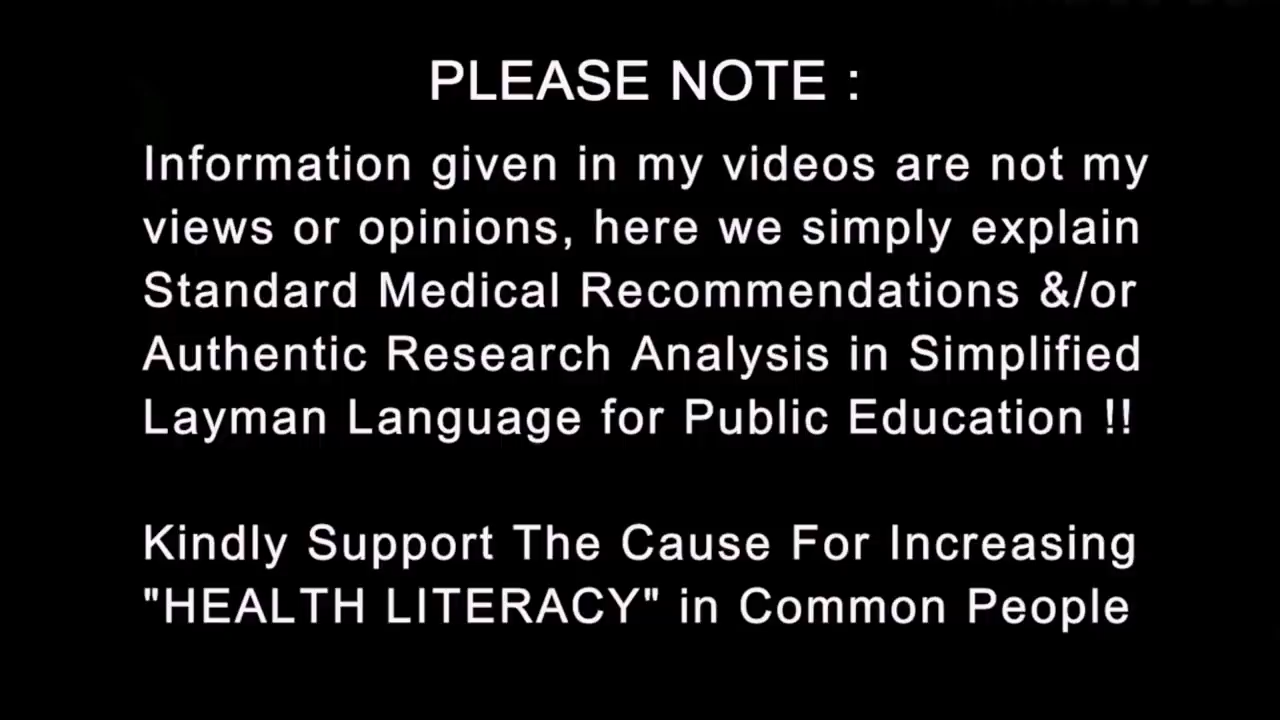 PLEASE NOTE :
Information given in my videos are not my
views or opinions, here we simply explain
Standard Medical Recommendations &/or
Authentic Research Analysis in Simplified
Layman Language for Public Education !!
Kindly Support The Cause For Increasing
"HEALTH LITERACY" in Common People